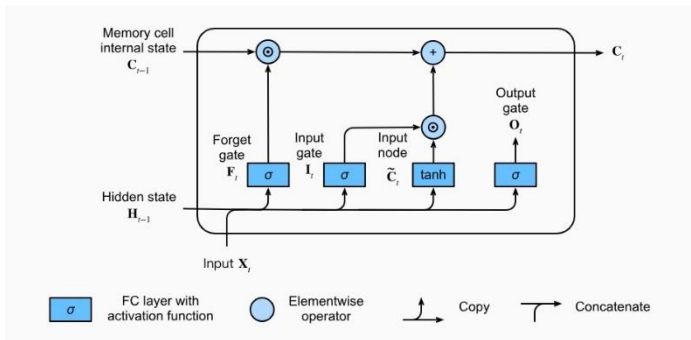 Memory cell
internal state
C_{t−1}
C_t
Output
gate
O_t
Forget
gate
F_t
Input
gate
I_t
Input
node
C̃_t
σ
σ
tanh
σ
Hidden state
H_{t−1}
Input X_t
σ
FC layer with
activation function
Elementwise
operator
Copy
Concatenate